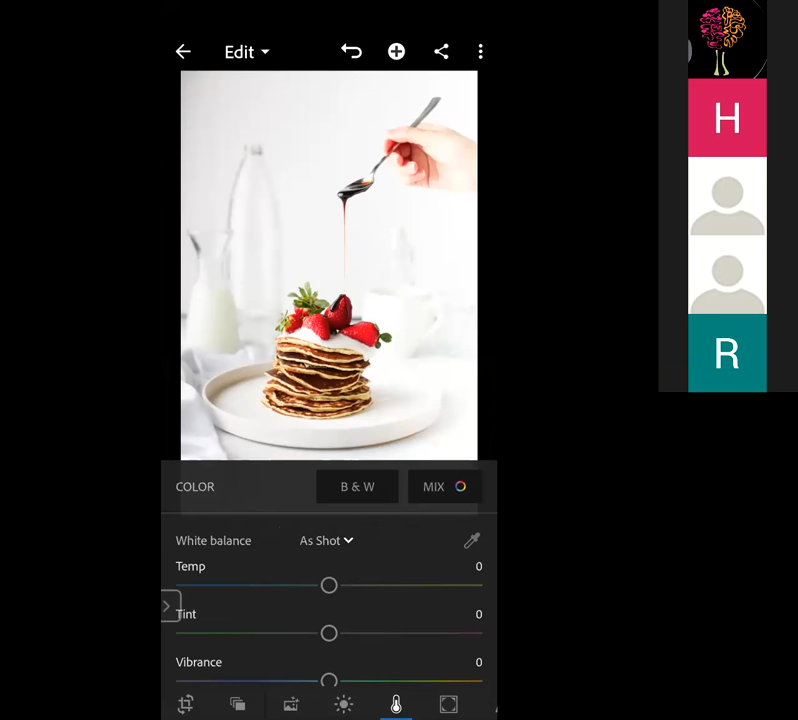 Edit
H
R
COLOR B & W MIX
White balance As Shot
Temp 0
Tint 0
Vibrance 0